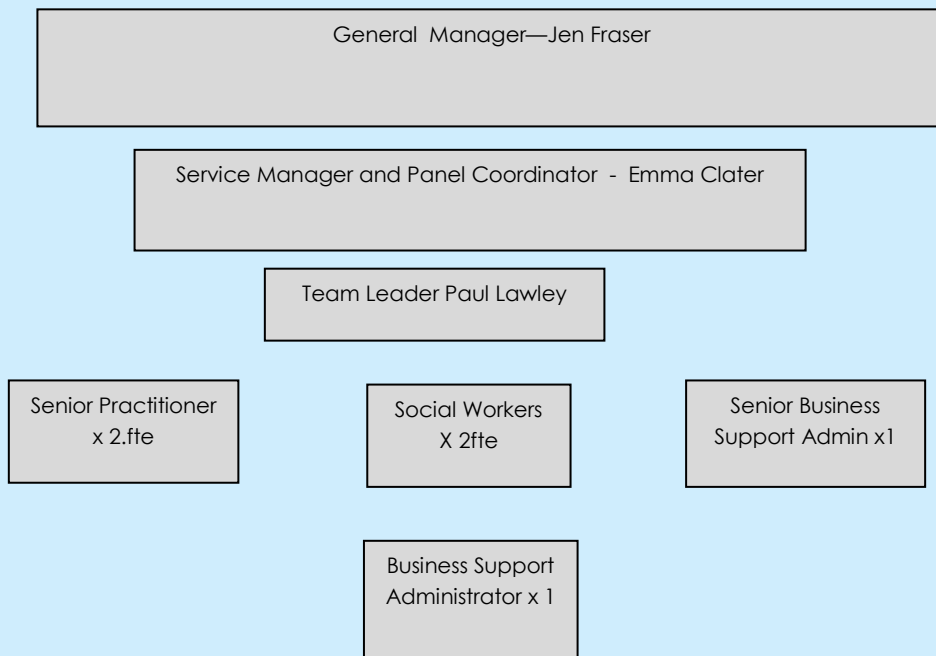 General  Manager—Jen Fraser
Service Manager and Panel Coordinator  -  Emma Clater
Team Leader Paul Lawley
Senior Practitioner
x 2.fte
Social Workers
X 2fte
Senior Business
Support Admin x1
Business Support
Administrator x 1